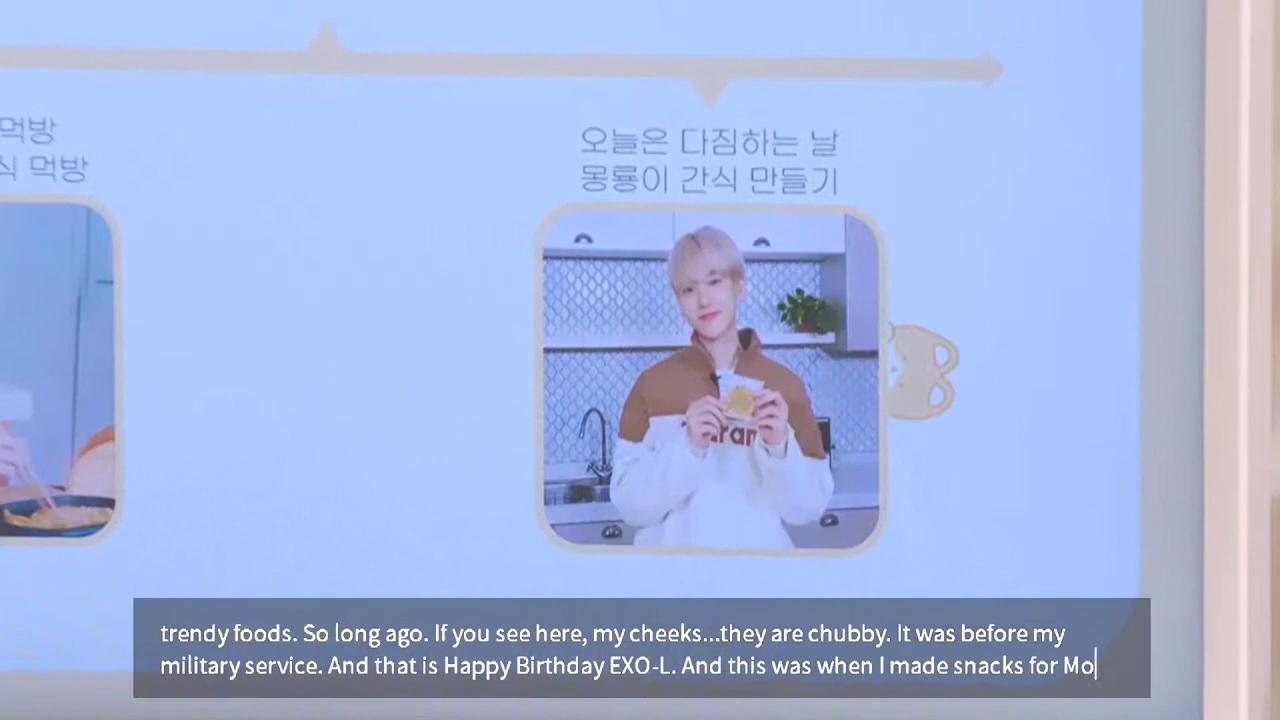 먹방
식 먹방
오늘은 다짐하는 날
몽룡이 간식 만들기
trendy foods. So long ago. If you see here, my cheeks...they are chubby. It was before my
military service. And that is Happy Birthday EXO-L. And this was when I made snacks for Mo